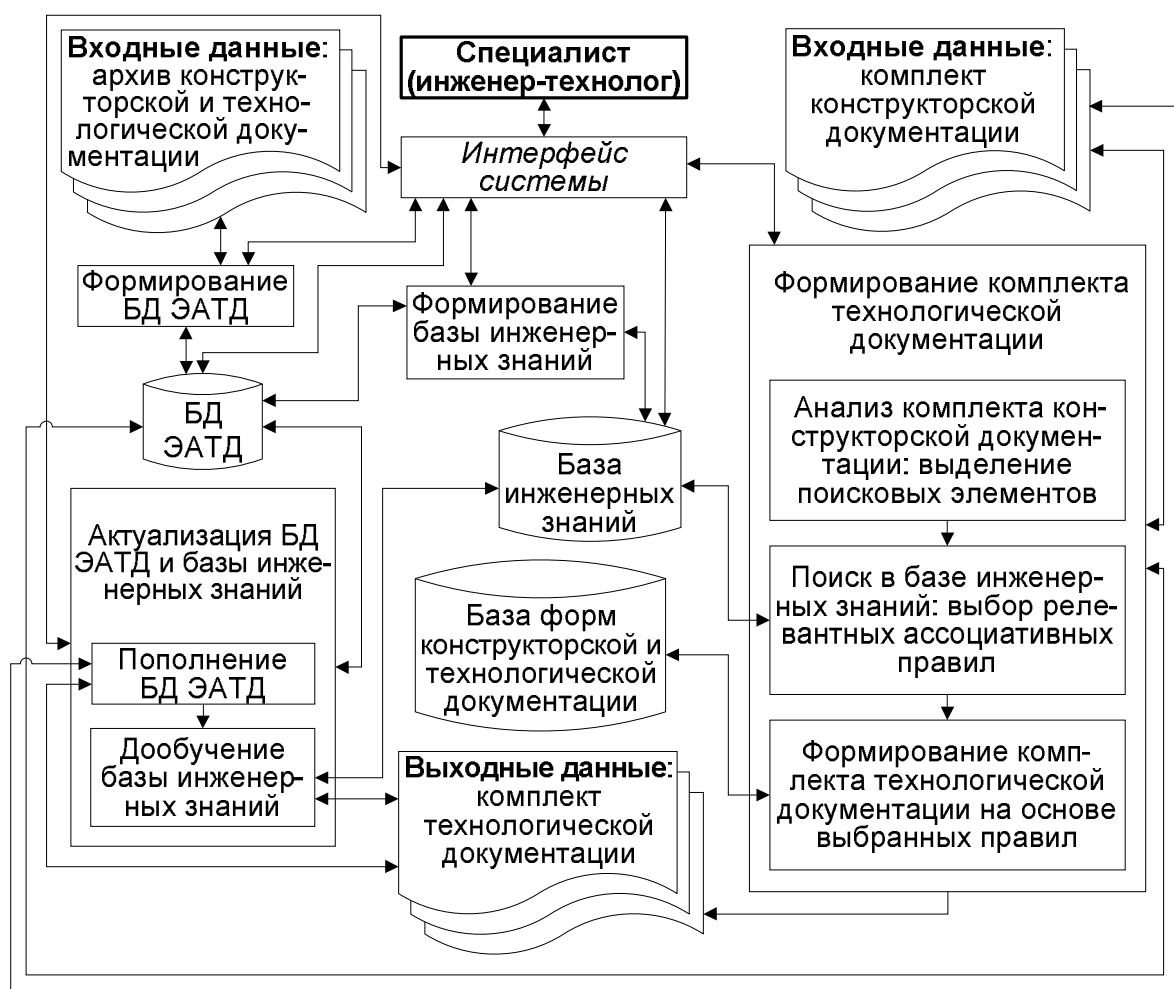 Входные данные:
архив конструк-
торской и техно-
логической доку-
ментации
Специалист
(инженер-технолог)
Входные данные:
комплект
конструкторской
документации
Интерфейс
системы
Формирование
БД ЭАТД
Формирование
базы инженер-
ных знаний
Формирование комплекта
технологической
документации
БД
ЭАТД
Анализ комплекта кон-
структорской докумен-
тации: выделение
поисковых элементов
База
инженерных
знаний
Актуализация БД
ЭАТД и базы инже-
нерных знаний
Поиск в базе инженер-
ных знаний: выбор реле-
вантных ассоциативных
правил
База форм
конструкторской и
технологической
документации
Пополнение
БД ЭАТД
Дообучение
базы инженер-
ных знаний
Формирование комп-
лекта технологической
документации на основе
выбранных правил
Выходные данные:
комплект
технологической
документации